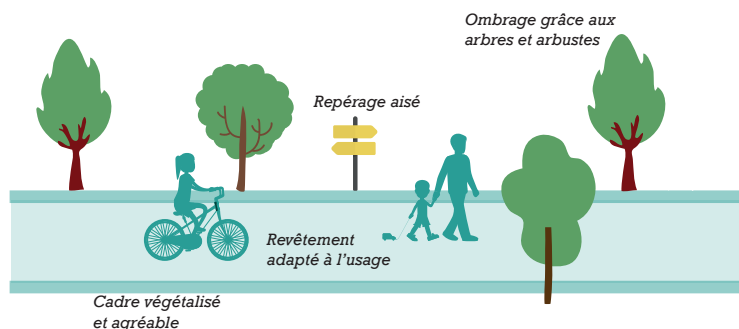 Ombrage grâce aux
arbres et arbustes
Repérage aisé
Revêtement
adapté à l'usage
Cadre végétalisé
et agréable